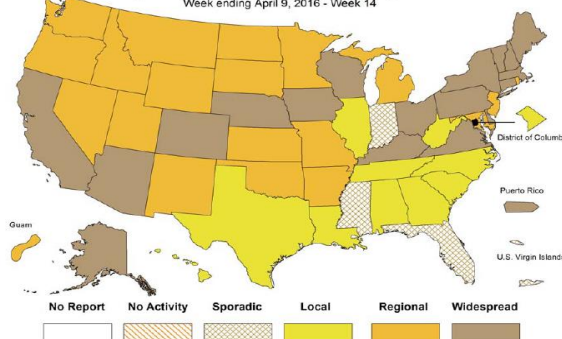 Week ending April 9, 2016 - Week 14
District of Columb
Puerto Rico
Guam
U.S. Virgin Islands
No Report No Activity Sporadic Local Regional Widespread